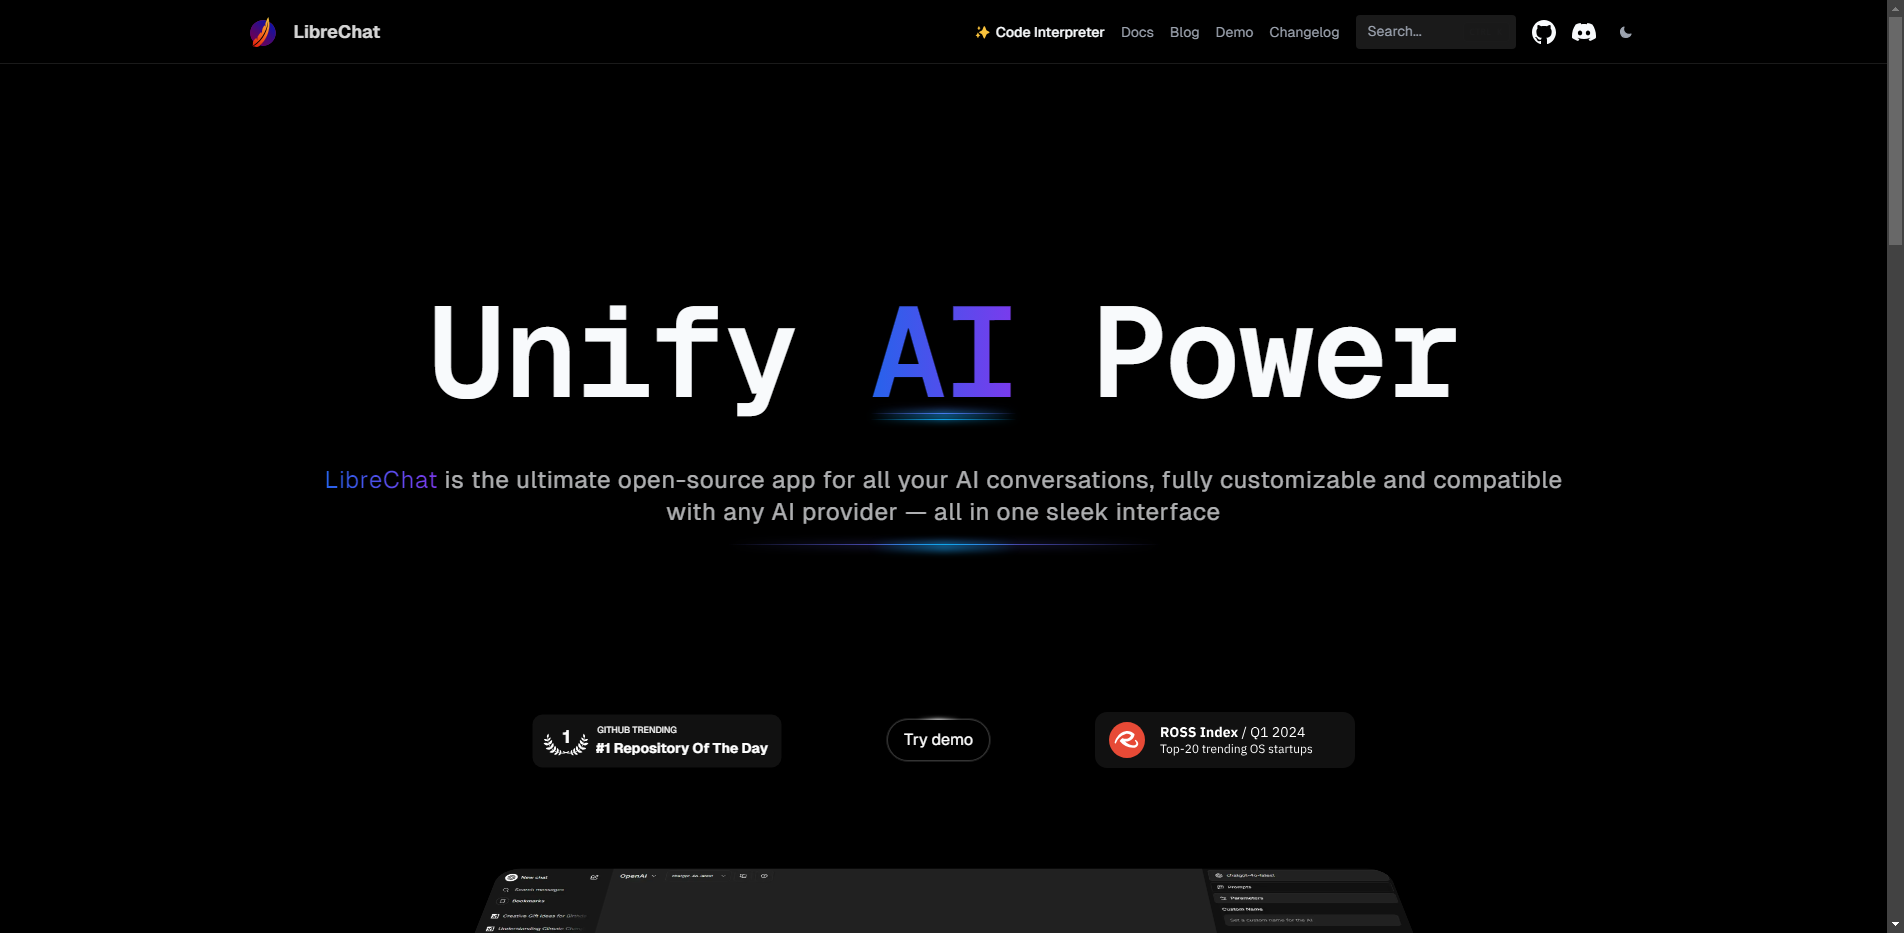 LibreChat
✨ Code Interpreter Docs Blog Demo Changelog Search...
Unify AI Power
LibreChat is the ultimate open-source app for all your AI conversations, fully customizable and compatible
with any AI provider — all in one sleek interface
1
GITHUB TRENDING
#1 Repository Of The Day
Try demo
ROSS Index / Q1 2024
Top-20 trending OS startups
New chat
Search messages
Bookmarks
Creative Gift Ideas for
Understanding Climate
OpenAI
chatgpt-4o-latest
chatgpt-4o-latest
Prompts
Parameters
Custom Name
Set a custom name for the AI